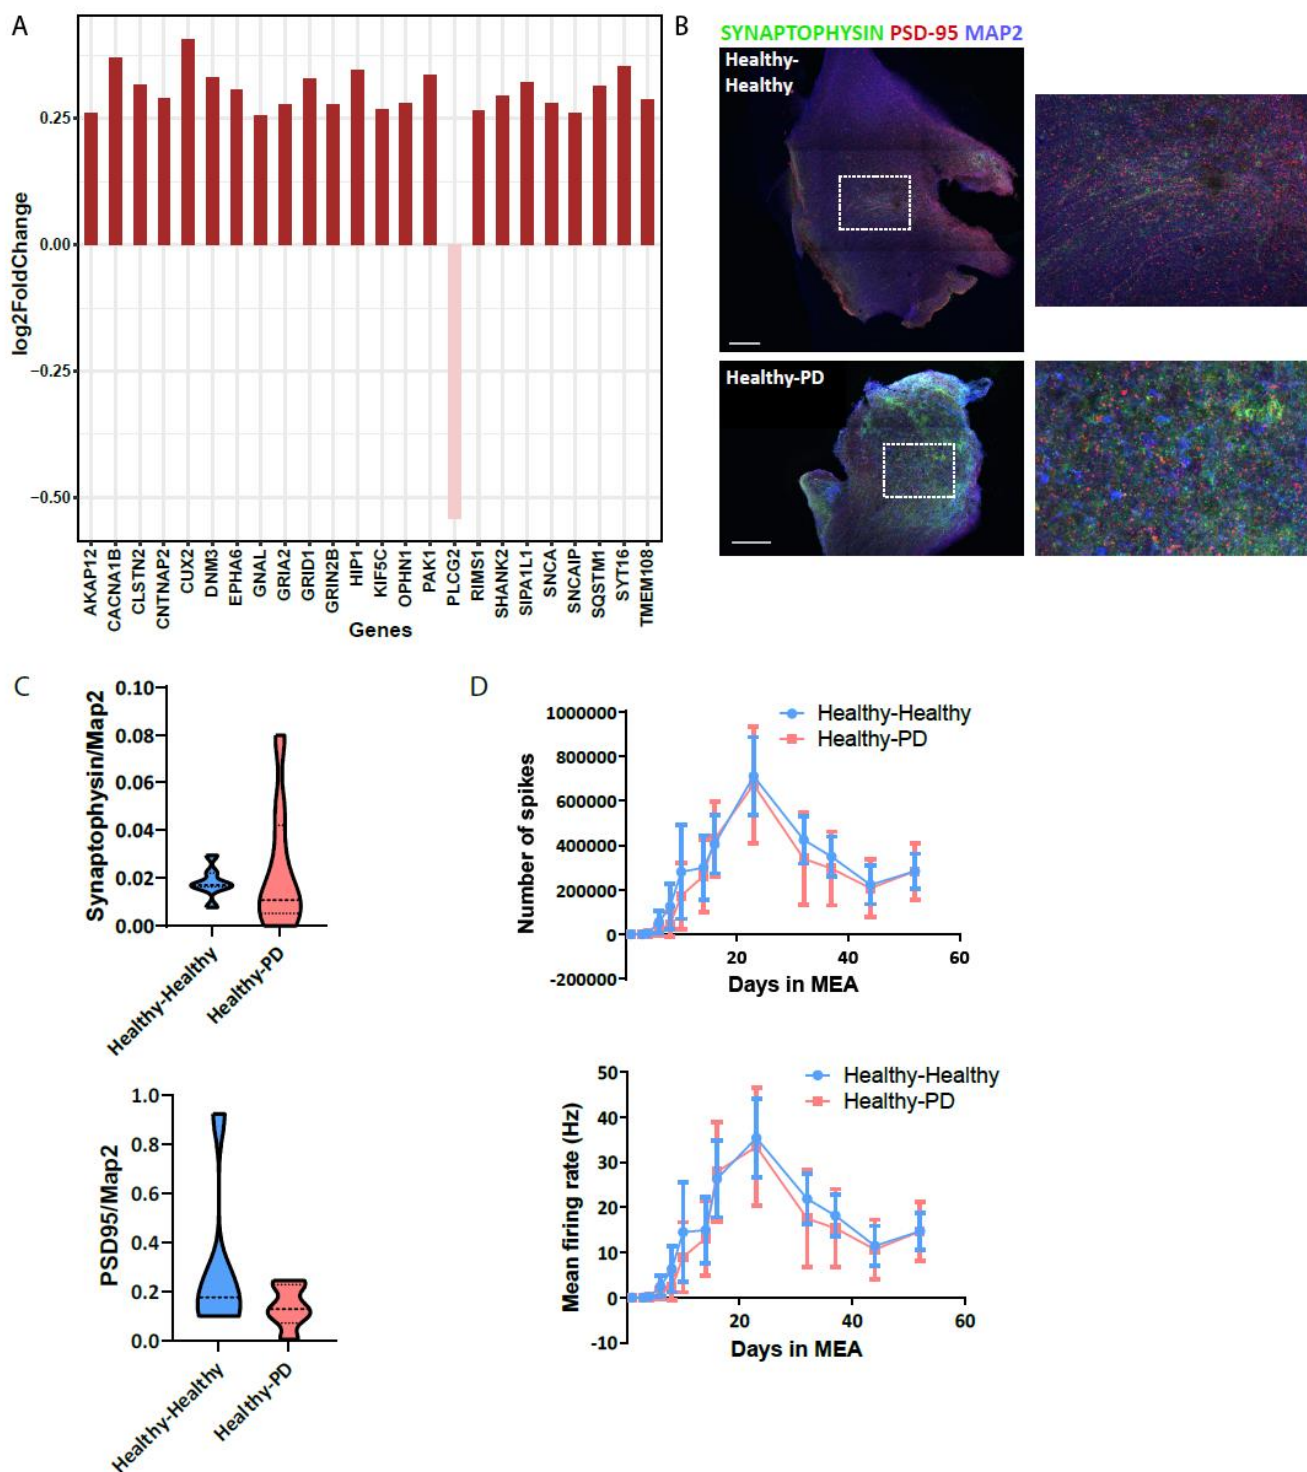 A
0.25
0.00
−0.25
−0.50
log2FoldChange
AKAP12
CACNA1B
CLSTN2
CNTNAP2
CUX2
DNM3
EPHA6
GNAL
GRIA2
GRID1
GRIN2B
HIP1
KIF5C
OPHN1
PAK1
PLCG2
RIMS1
SHANK2
SIPA1L1
SNCA
SNCAIP
SQSTM1
SYT16
TMEM108
Genes
B
SYNAPTOPHYSIN PSD-95 MAP2
Healthy-
Healthy
Healthy-PD
C
Synaptophysin/Map2
0.10
0.08
0.06
0.04
0.02
0.00
Healthy-Healthy
Healthy-PD
PSD95/Map2
1.0
0.8
0.6
0.4
0.2
0.0
Healthy-Healthy
Healthy-PD
D
Healthy-Healthy
Healthy-PD
Number of spikes
1000000
800000
600000
400000
200000
0
-200000
20
40
60
Days in MEA
Healthy-Healthy
Healthy-PD
Mean firing rate (Hz)
50
40
30
20
10
0
-10
20
40
60
Days in MEA